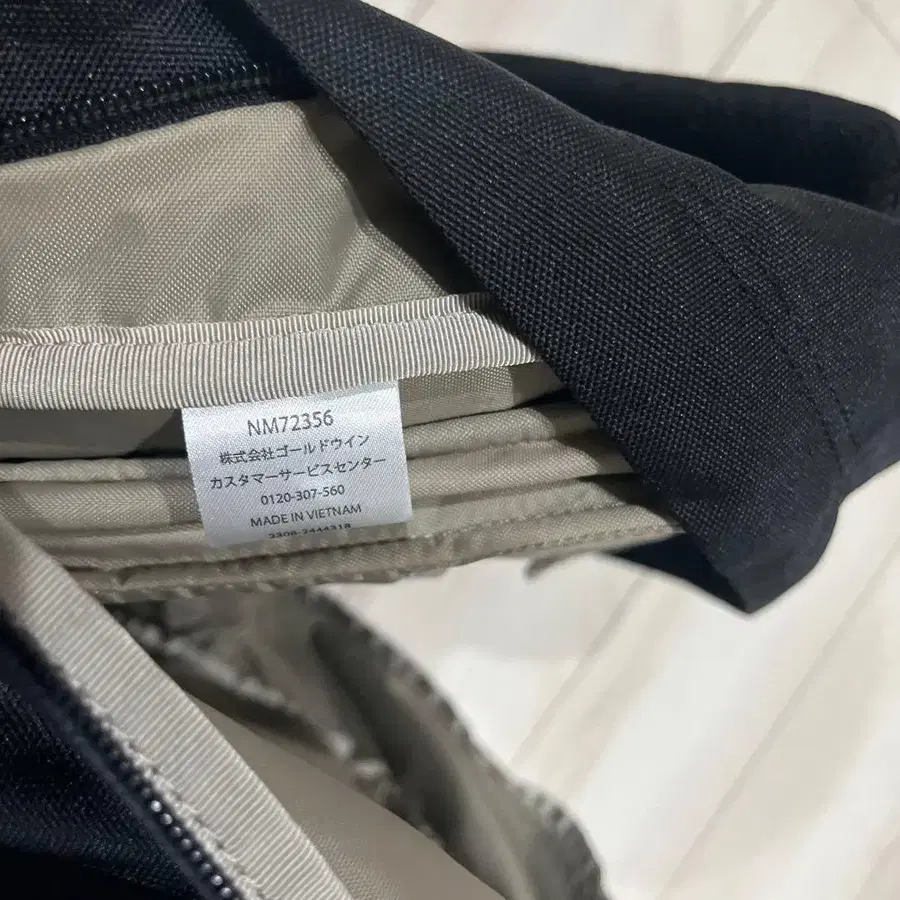 NM72356
株式会社ゴールドウイン
カスタマーサービスセンター
0120-307-560
MADE IN VIETNAM